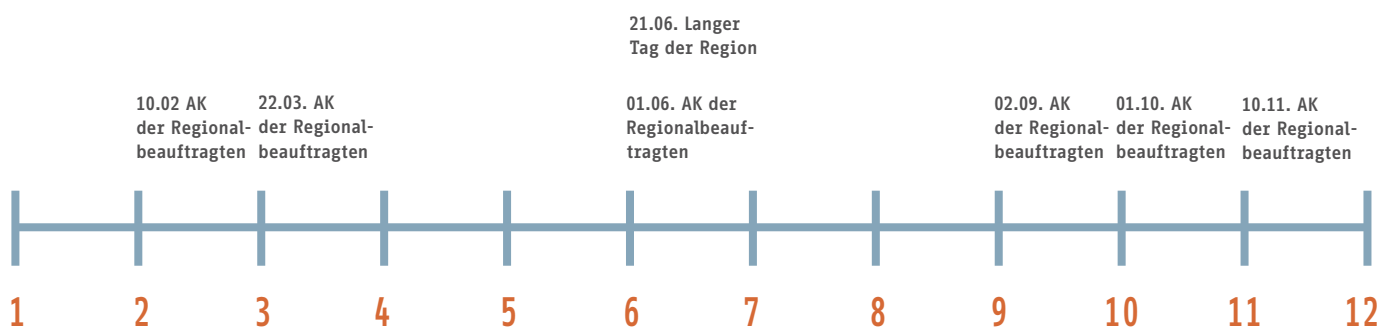 21.06. Langer
Tag der Region
10.02 AK
der Regional-
beauftragten
22.03. AK
der Regional-
beauftragten
01.06. AK der
Regionalbeauf-
tragten
02.09. AK
der Regional-
beauftragten
01.10. AK
der Regional-
beauftragten
10.11. AK
der Regional-
beauftragten
1 2 3 4 5 6 7 8 9 10 11 12